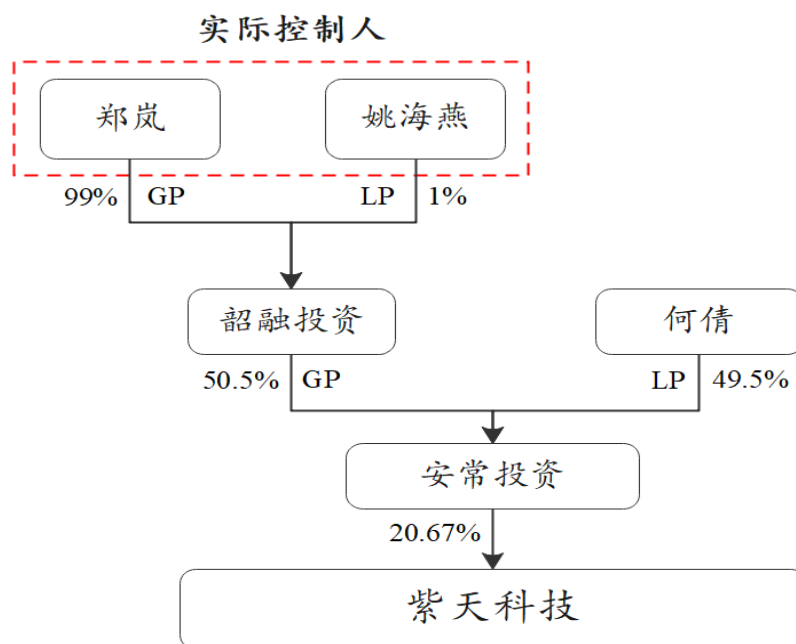 实际控制人
郑岚 姚海燕
99% GP LP 1%
韶融投资 何倩
50.5% GP LP 49.5%
安常投资
20.67%
紫天科技